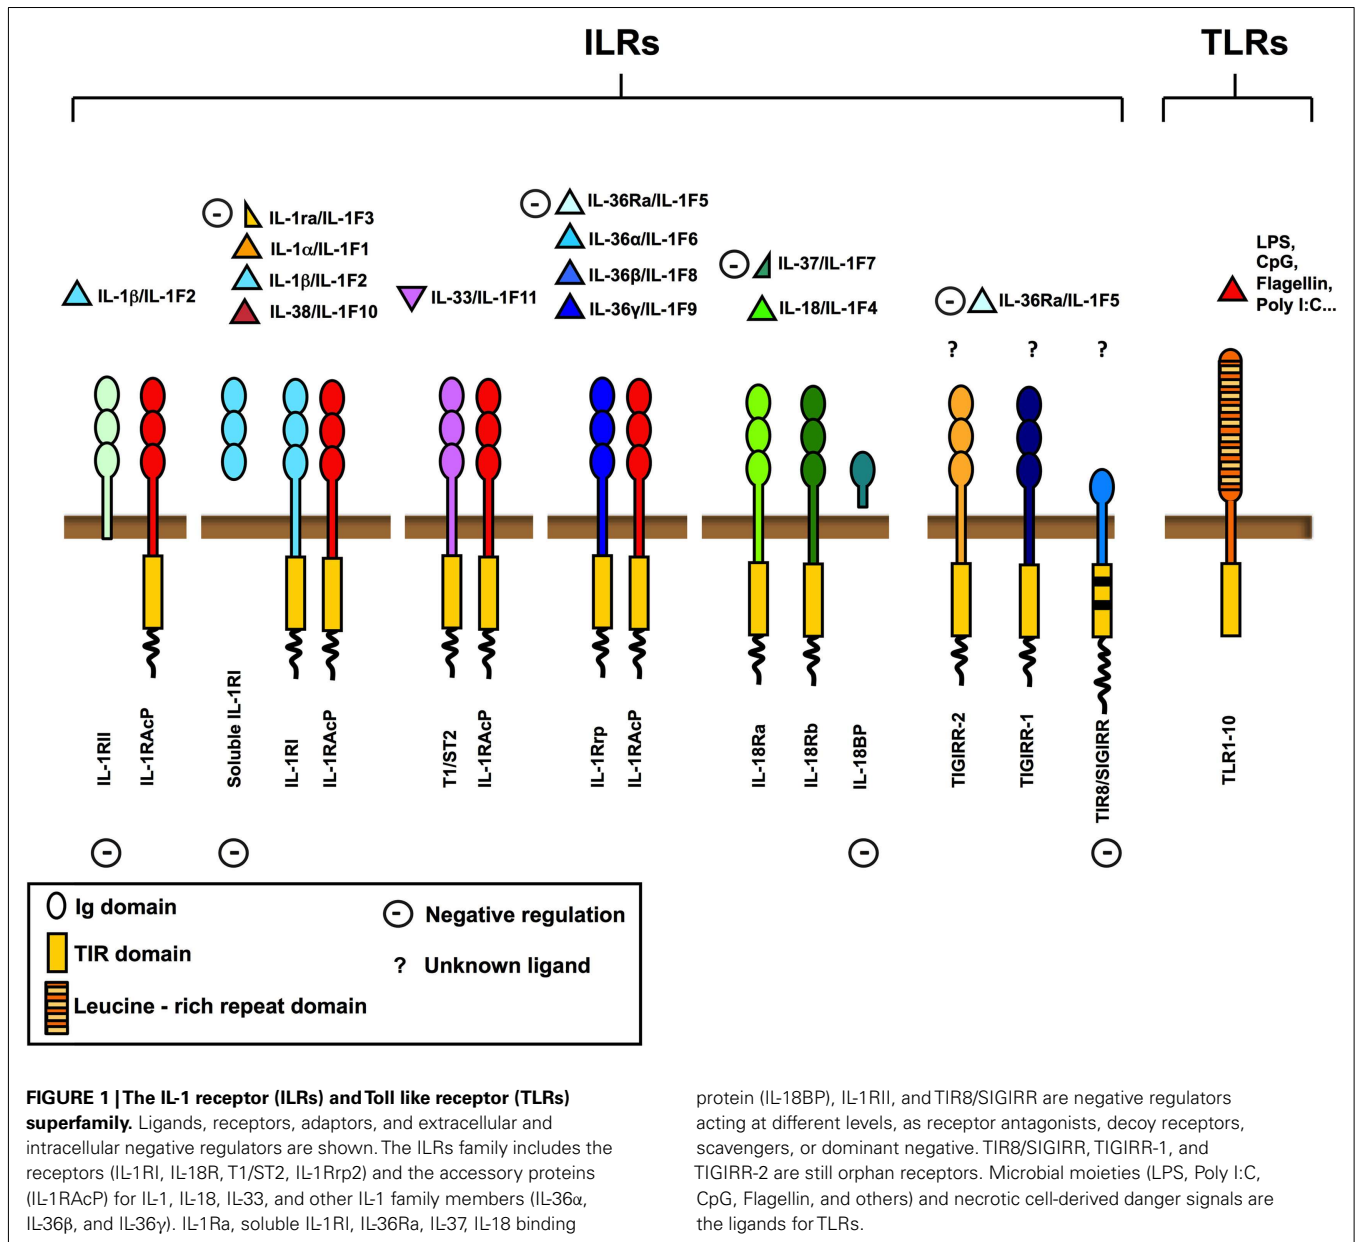 ILRs
TLRs
IL-1β/IL-1F2
IL-1ra/IL-1F3
IL-1α/IL-1F1
IL-1β/IL-1F2
IL-38/IL-1F10
IL-33/IL-1F11
IL-36Ra/IL-1F5
IL-36α/IL-1F6
IL-36β/IL-1F8
IL-36γ/IL-1F9
IL-37/IL-1F7
IL-18/IL-1F4
IL-36Ra/IL-1F5
? ? ?
LPS,
CpG,
Flagellin,
Poly I:C...
IL-1RII
IL-1RAcP
Soluble IL-1RI
IL-1RI
IL-1RAcP
T1/ST2
IL-1RAcP
IL-1Rrp
IL-1RAcP
IL-18Ra
IL-18Rb
IL-18BP
TIGIRR-2
TIGIRR-1
TIR8/SIGIRR
TLR1-10
Ig domain
TIR domain
Leucine - rich repeat domain
Negative regulation
? Unknown ligand
FIGURE 1 | The IL-1 receptor (ILRs) and Toll like receptor (TLRs)
superfamily. Ligands, receptors, adaptors, and extracellular and
intracellular negative regulators are shown. The ILRs family includes the
receptors (IL-1RI, IL-18R, T1/ST2, IL-1Rrp2) and the accessory proteins
(IL-1RAcP) for IL-1, IL-18, IL-33, and other IL-1 family members (IL-36α,
IL-36β, and IL-36γ). IL-1Ra, soluble IL-1RI, IL-36Ra, IL-37, IL-18 binding
protein (IL-18BP), IL-1RII, and TIR8/SIGIRR are negative regulators
acting at different levels, as receptor antagonists, decoy receptors,
scavengers, or dominant negative. TIR8/SIGIRR, TIGIRR-1, and
TIGIRR-2 are still orphan receptors. Microbial moieties (LPS, Poly I:C,
CpG, Flagellin, and others) and necrotic cell-derived danger signals are
the ligands for TLRs.